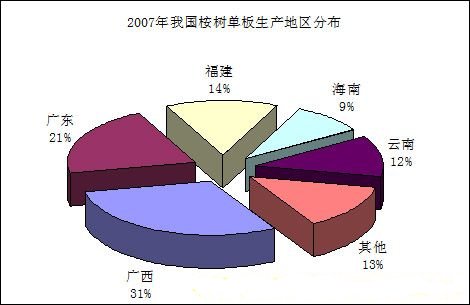 2007年我国桉树单板生产地区分布
福建
14%
海南
9%
广东
21%
云南
12%
其他
13%
广西
31%